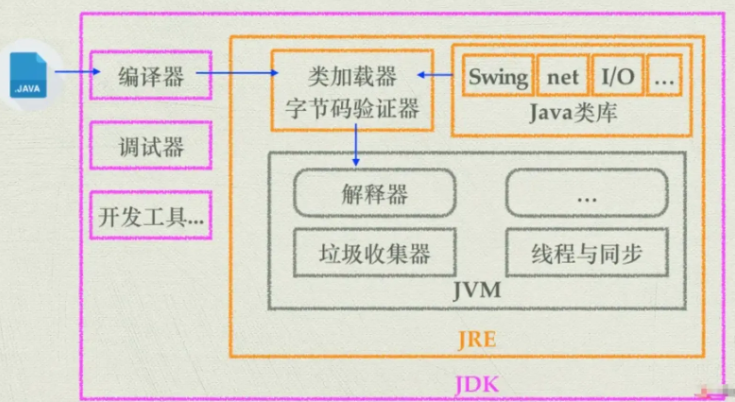 .JAVA
编译器
调试器
开发工具...
类加载器
字节码验证器
Swing net I/O ...
Java类库
解释器
...
垃圾收集器
线程与同步
JVM
JRE
JDK